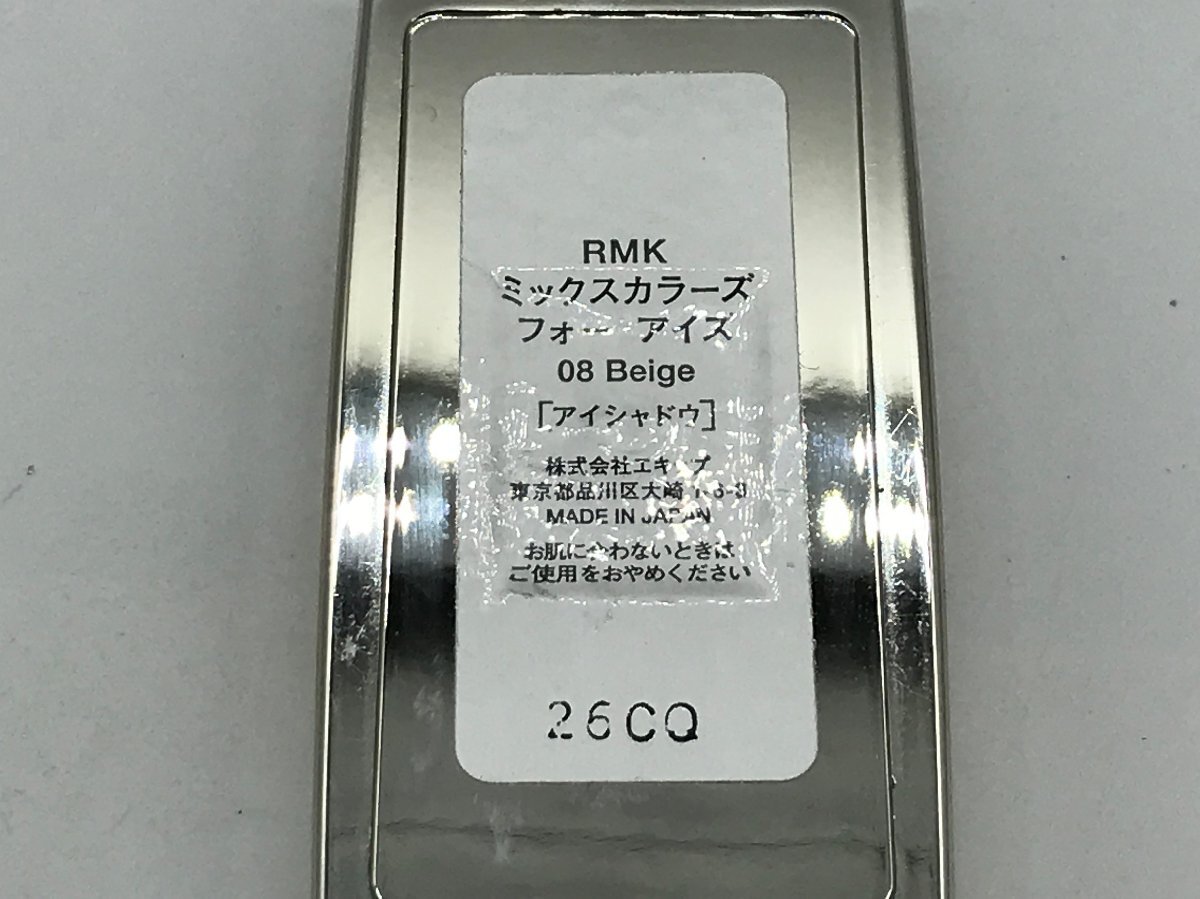 RMK
ミックスカラーズ
フォー アイズ
08 Beige
［アイシャドウ］
株式会社エキップ
東京都品川区大崎 1-6-3
MADE IN JAPAN
お肌に合わないときは
ご使用をおやめください
26CQ